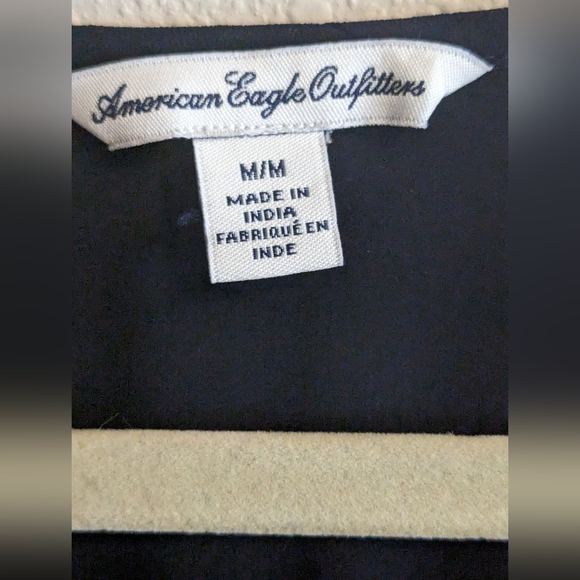 American Eagle Outfitters
M/M
MADE IN
INDIA
FABRIQUÉ EN
INDE